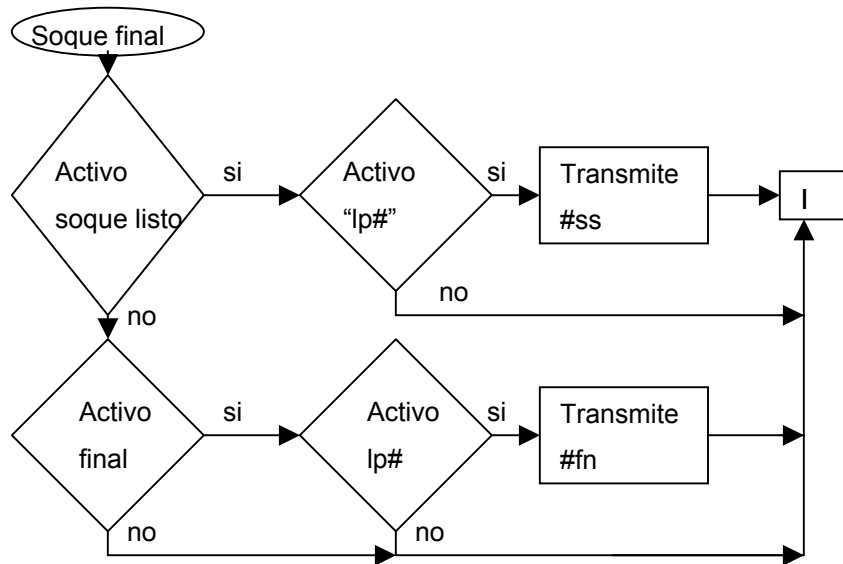 Soque final
Activo
soque listo
si
Activo
“lp#”
si
Transmite
#ss
I
no
no
Activo
final
si
Activo
lp#
si
Transmite
#fn
no
no